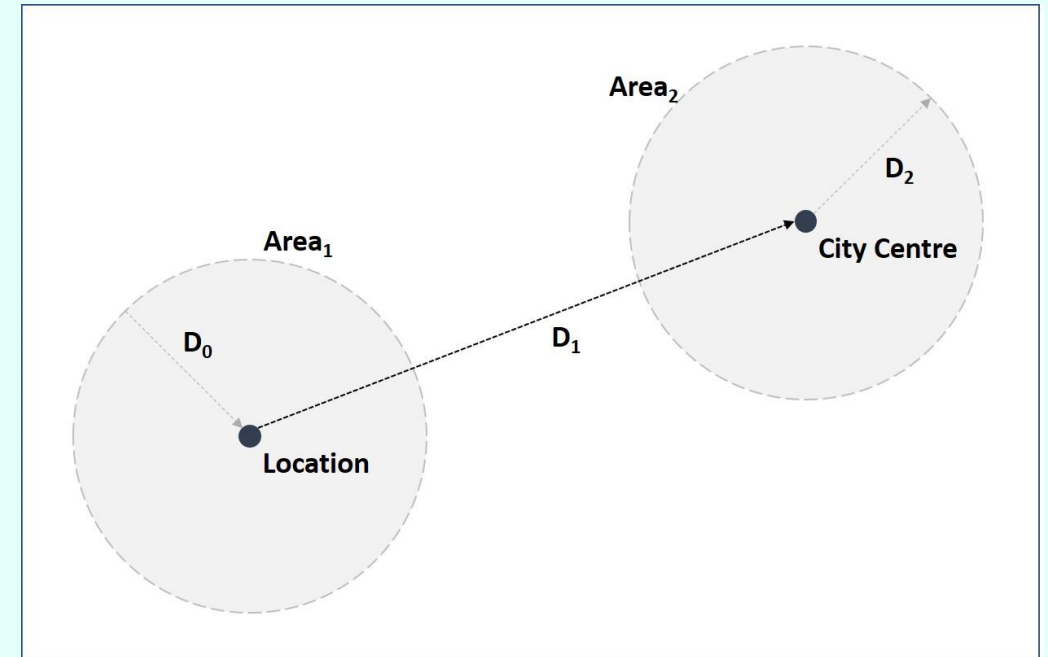 Area₂
D₂
City Centre
Area₁
D₀
D₁
Location